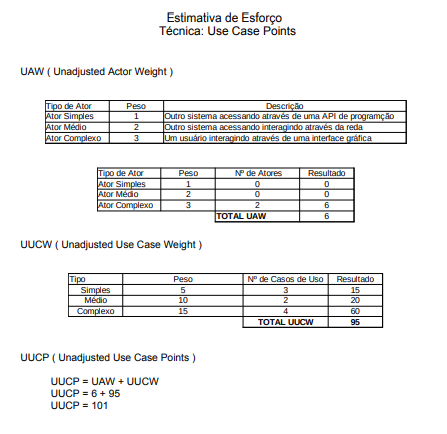 Estimativa de Esforço
Técnica: Use Case Points
UAW ( Unadjusted Actor Weight )
Tipo de Ator Peso Descrição
Ator Simples 1 Outro sistema acessando através de uma API de programção
Ator Médio 2 Outro sistema acessando interagindo através da reda
Ator Complexo 3 Um usuário interagindo através de uma interface gráfica
Tipo de Ator Peso Nº de Atores Resultado
Ator Simples 1 0 0
Ator Médio 2 0 0
Ator Complexo 3 2 6
TOTAL UAW 6
UUCW ( Unadjusted Use Case Weight )
Tipo Peso Nº de Casos de Uso Resultado
Simples 5 3 15
Médio 10 2 20
Complexo 15 4 60
TOTAL UUCW 95
UUCP ( Unadjusted Use Case Points )
UUCP = UAW + UUCW
UUCP = 6 + 95
UUCP = 101